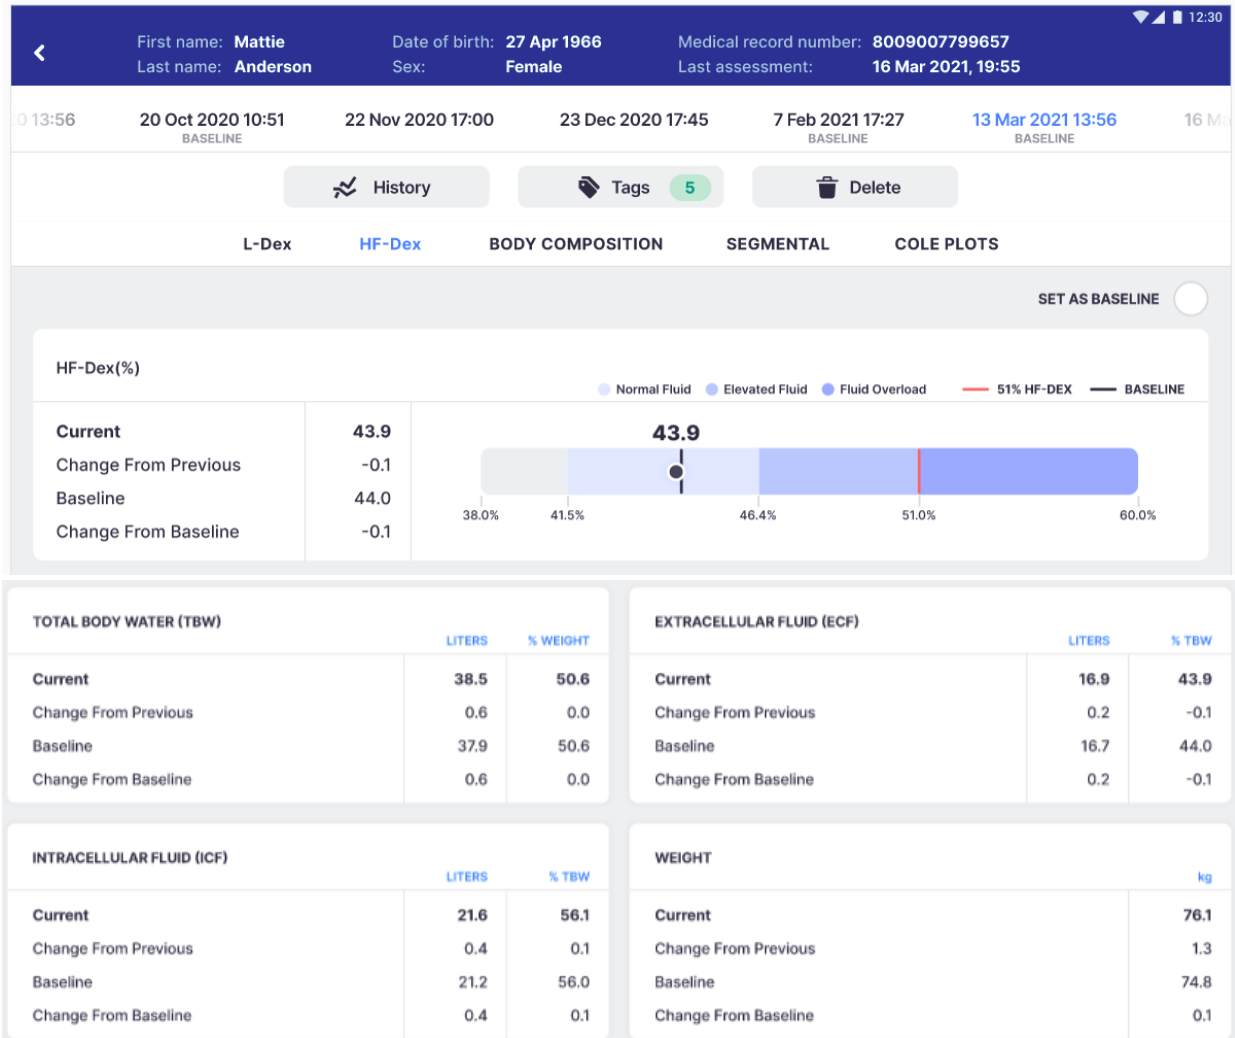 12:30
First name: Mattie Date of birth: 27 Apr 1966 Medical record number: 8009007799657
Last name: Anderson Sex: Female Last assessment: 16 Mar 2021, 19:55
0 13:56 20 Oct 2020 10:51 22 Nov 2020 17:00 23 Dec 2020 17:45 7 Feb 2021 17:27 13 Mar 2021 13:56 16 Ma
BASELINE BASELINE BASELINE
History Tags 5 Delete
L-Dex HF-Dex BODY COMPOSITION SEGMENTAL COLE PLOTS
SET AS BASELINE
HF-Dex(%)
Normal Fluid Elevated Fluid Fluid Overload 51% HF-DEX BASELINE
Current 43.9
Change From Previous -0.1
Baseline 44.0
Change From Baseline -0.1
43.9
38.0% 41.5% 46.4% 51.0% 60.0%
TOTAL BODY WATER (TBW)
LITERS % WEIGHT
Current 38.5 50.6
Change From Previous 0.6 0.0
Baseline 37.9 50.6
Change From Baseline 0.6 0.0
EXTRACELLULAR FLUID (ECF)
LITERS % TBW
Current 16.9 43.9
Change From Previous 0.2 -0.1
Baseline 16.7 44.0
Change From Baseline 0.2 -0.1
INTRACELLULAR FLUID (ICF)
LITERS % TBW
Current 21.6 56.1
Change From Previous 0.4 0.1
Baseline 21.2 56.0
Change From Baseline 0.4 0.1
WEIGHT
kg
Current 76.1
Change From Previous 1.3
Baseline 74.8
Change From Baseline 0.1